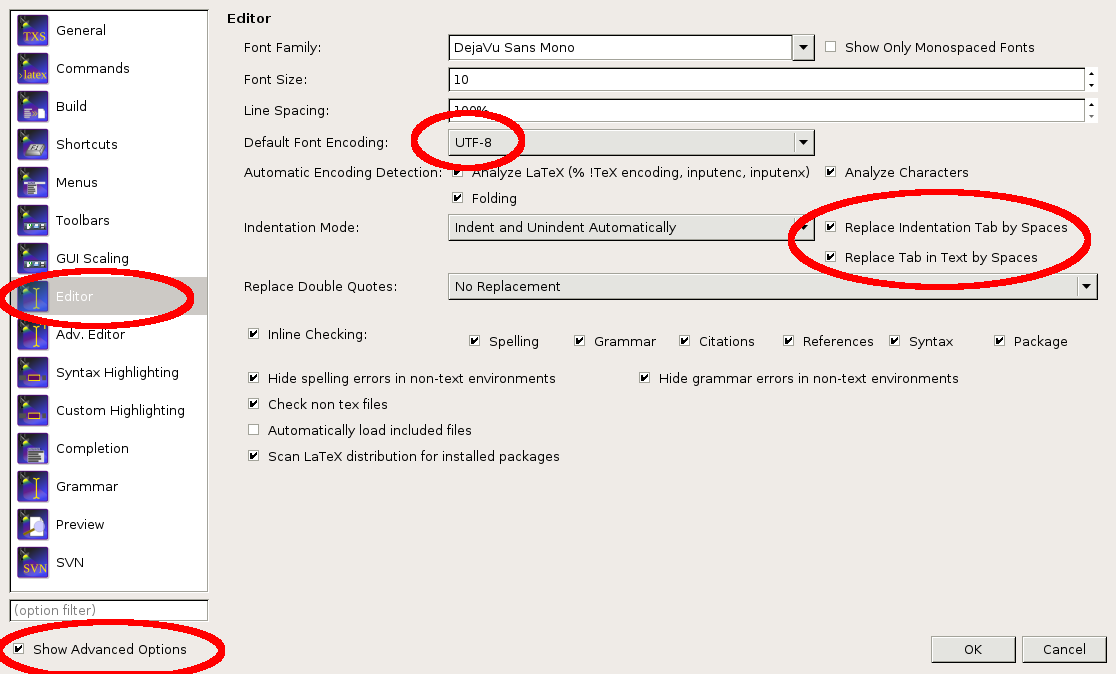 TXS General
>latex Commands
Build
Shortcuts
Menus
Toolbars
GUI Scaling
Editor
Adv. Editor
Syntax Highlighting
Custom Highlighting
Completion
Grammar
Preview
SVN SVN
(option filter)
Show Advanced Options
Editor
Font Family: DejaVu Sans Mono Show Only Monospaced Fonts
Font Size: 10
Line Spacing: 100%
Default Font Encoding: UTF-8
Automatic Encoding Detection: Analyze LaTeX (% !TeX encoding, inputenc, inputenx) Analyze Characters
Folding
Indentation Mode: Indent and Unindent Automatically Replace Indentation Tab by Spaces
Replace Tab in Text by Spaces
Replace Double Quotes: No Replacement
Inline Checking: Spelling Grammar Citations References Syntax Package
Hide spelling errors in non-text environments Hide grammar errors in non-text environments
Check non tex files
Automatically load included files
Scan LaTeX distribution for installed packages
OK Cancel